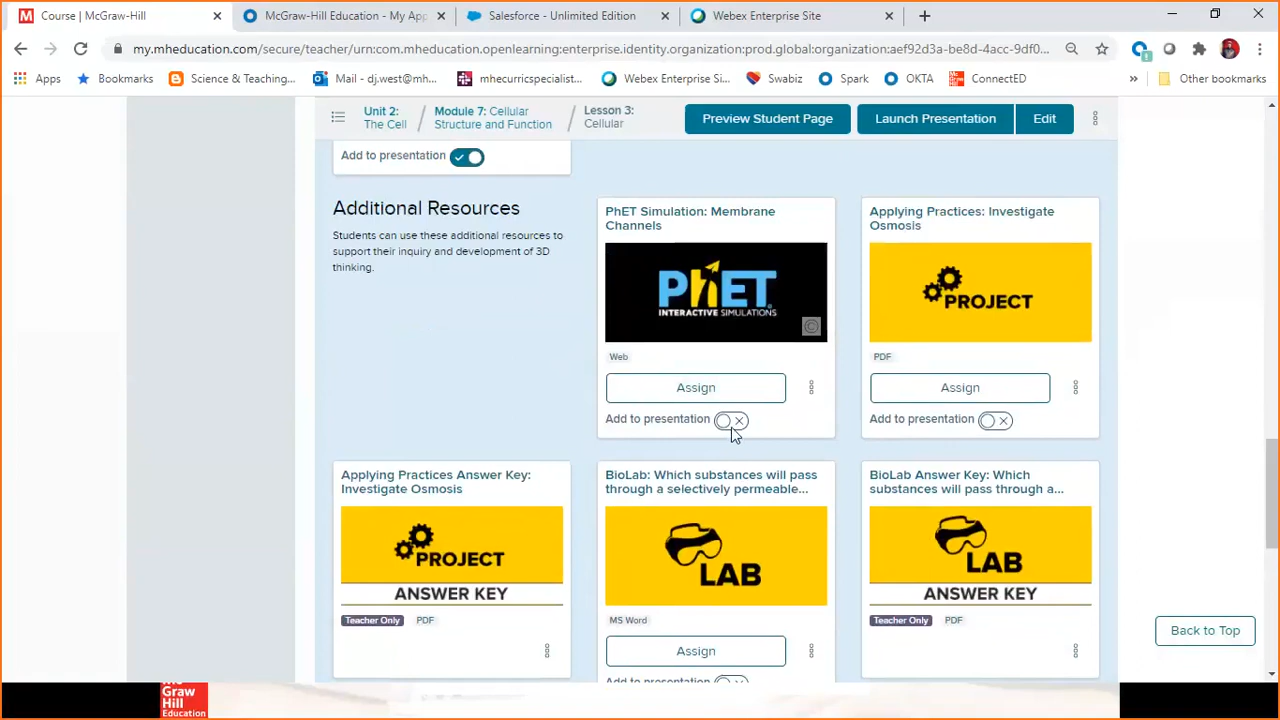 Course | McGraw-Hill
McGraw-Hill Education - My App
Salesforce - Unlimited Edition
Webex Enterprise Site
my.mheducation.com/secure/teacher/urn:com.mheducation.openlearning:enterprise.identity.organization:prod.globalorganization:aef92d3a-be8d-4acc-9df0...
Apps
Bookmarks
Science & Teaching...
Mail - dj.west@mh...
mhecurricspecialist...
Webex Enterprise Si...
Swabiz
Spark
OKTA
ConnectED
»
Other bookmarks
Unit 2:
The Cell
Module 7: Cellular
Structure and Function
Lesson 3:
Cellular
Preview Student Page
Launch Presentation
Edit
Add to presentation
Additional Resources
Students can use these additional resources to
support their inquiry and development of 3D
thinking.
PhET Simulation: Membrane
Channels
PhET
INTERACTIVE SIMULATIONS
©
Web
Assign
Add to presentation
Applying Practices: Investigate
Osmosis
PROJECT
PDF
Assign
Add to presentation
Applying Practices Answer Key:
Investigate Osmosis
PROJECT
ANSWER KEY
Teacher Only
PDF
BioLab: Which substances will pass
through a selectively permeable...
LAB
MS Word
Assign
Add to presentation
BioLab Answer Key: Which
substances will pass through a...
LAB
ANSWER KEY
Teacher Only
PDF
Back to Top
Graw
Hill
Education